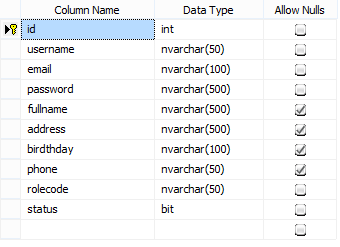 Column Name Data Type Allow Nulls
id int
username nvarchar(50)
email nvarchar(100)
password nvarchar(500)
fullname nvarchar(500)
address nvarchar(500)
birdthday nvarchar(100)
phone nvarchar(50)
rolecode nvarchar(50)
status bit